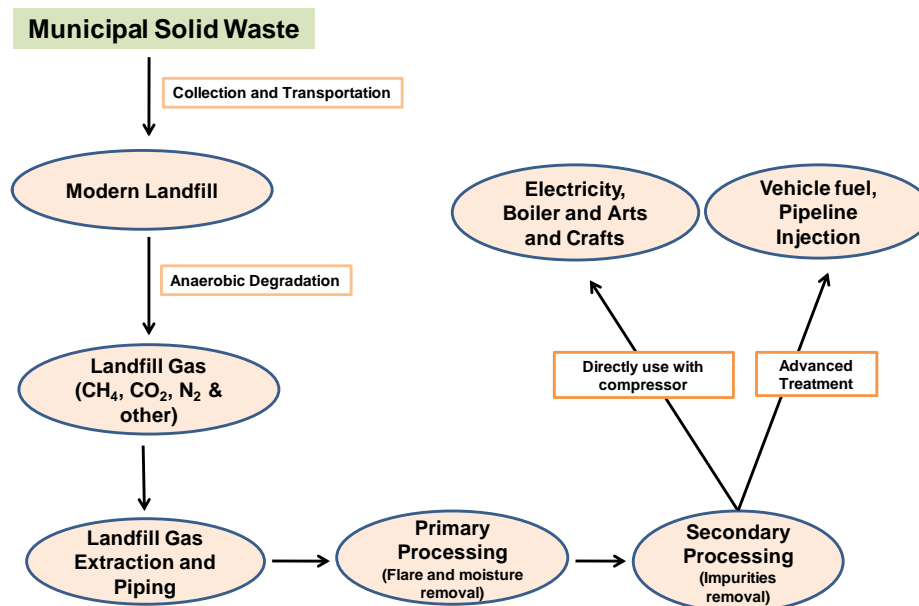 Municipal Solid Waste
Collection and Transportation
Modern Landfill
Anaerobic Degradation
Landfill Gas
(CH₄, CO₂, N₂ &
other)
Landfill Gas
Extraction and
Piping
Primary
Processing
(Flare and moisture
removal)
Secondary
Processing
(Impurities
removal)
Directly use with
compressor
Advanced
Treatment
Electricity,
Boiler and Arts
and Crafts
Vehicle fuel,
Pipeline
Injection